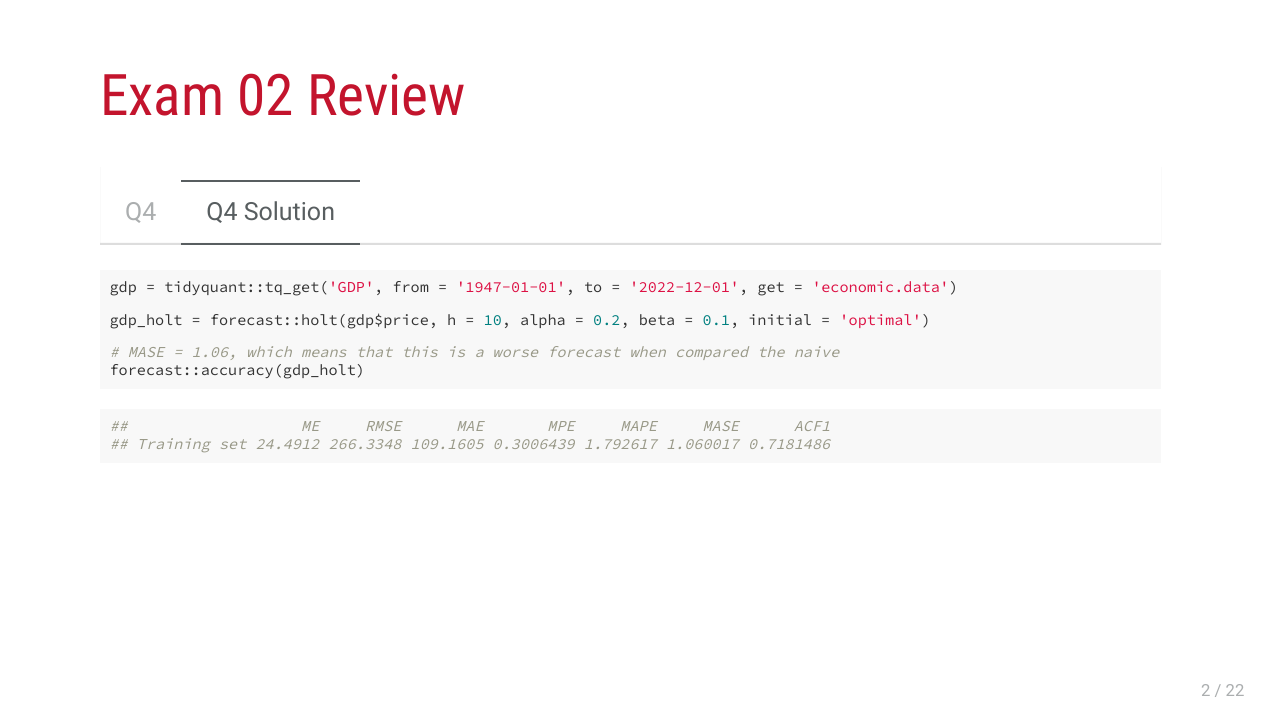 Exam 02 Review
Q4
Q4 Solution
gdp = tidyquant::tq_get('GDP', from = '1947-01-01', to = '2022-12-01', get = 'economic.data')
gdp_holt = forecast::holt(gdp$price, h = 10, alpha = 0.2, beta = 0.1, initial = 'optimal')
# MASE = 1.06, which means that this is a worse forecast when compared the naive
forecast::accuracy(gdp_holt)
##                   ME     RMSE      MAE       MPE     MAPE     MASE      ACF1
## Training set 24.4912 266.3348 109.1605 0.3006439 1.792617 1.060017 0.7181486
2 / 22